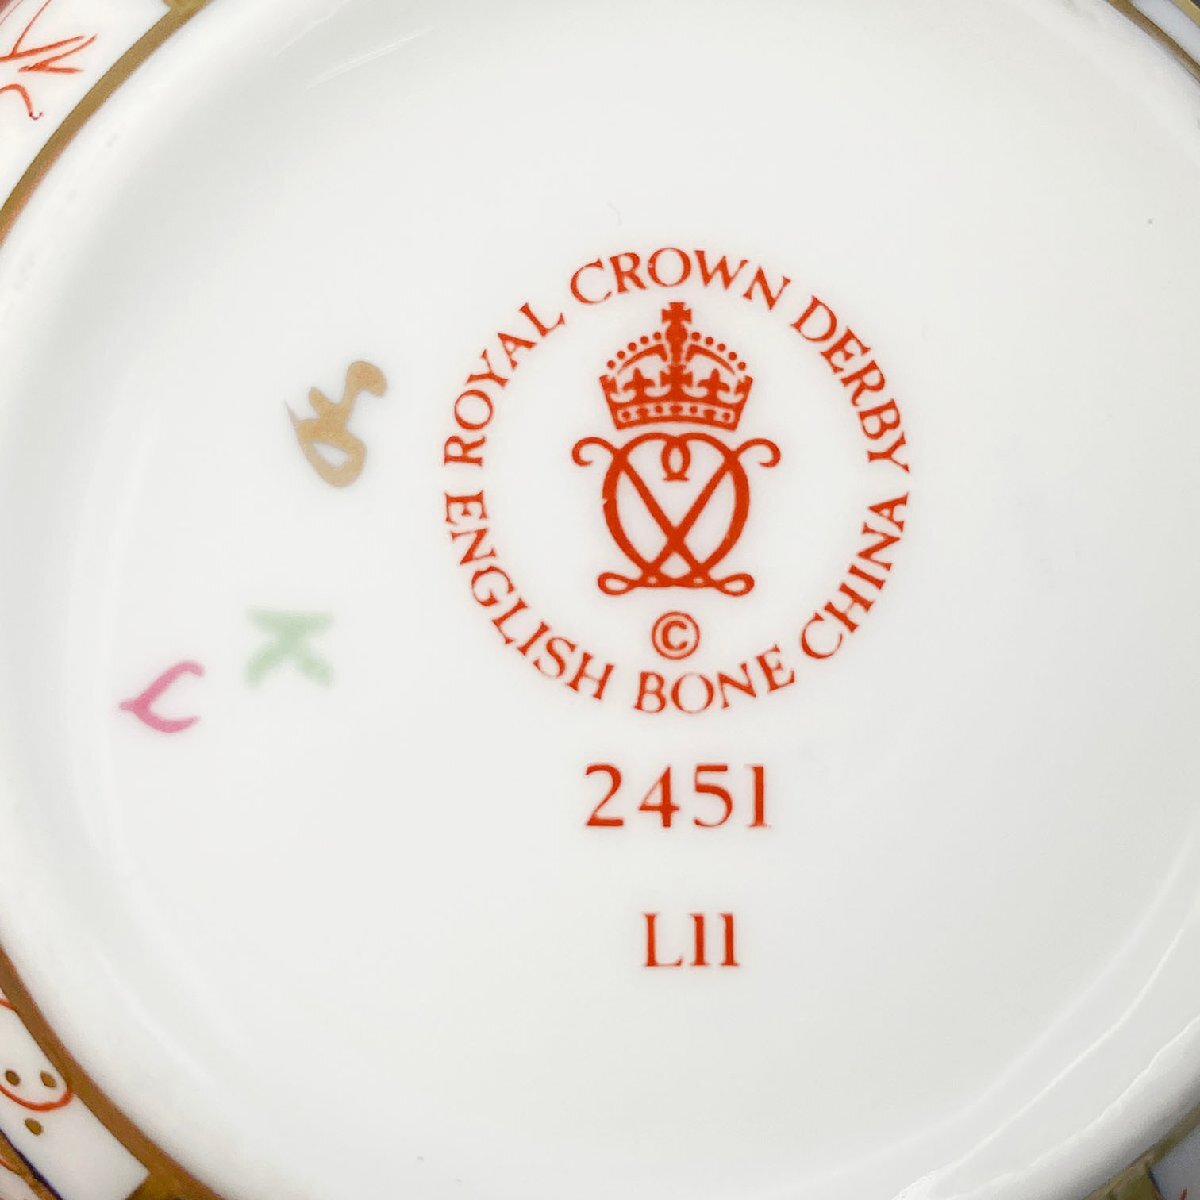 ROYAL CROWN DERBY
ENGLISH BONE CHINA
©
2451
LII